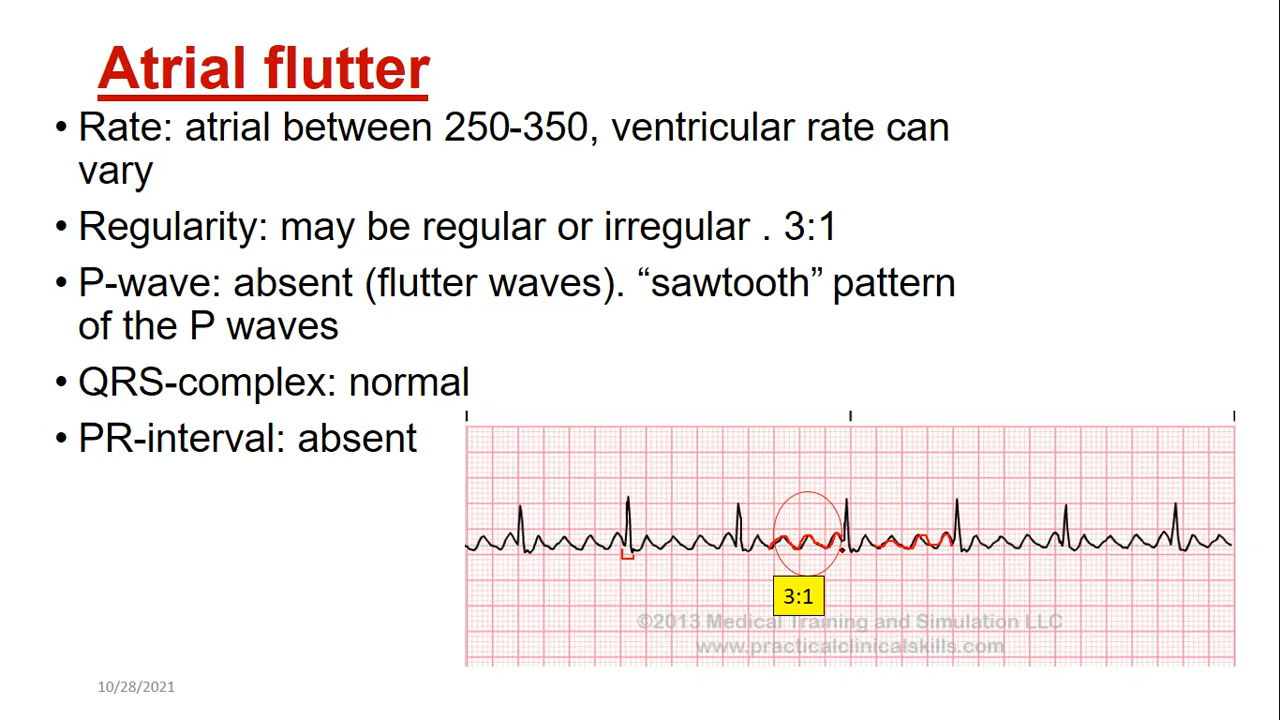 Atrial flutter
• Rate: atrial between 250-350, ventricular rate can
vary
• Regularity: may be regular or irregular . 3:1
• P-wave: absent (flutter waves). “sawtooth” pattern
of the P waves
• QRS-complex: normal
• PR-interval: absent
3:1
©2013 Medical Training and Simulation LLC
www.practicalclinicalskills.com
10/28/2021